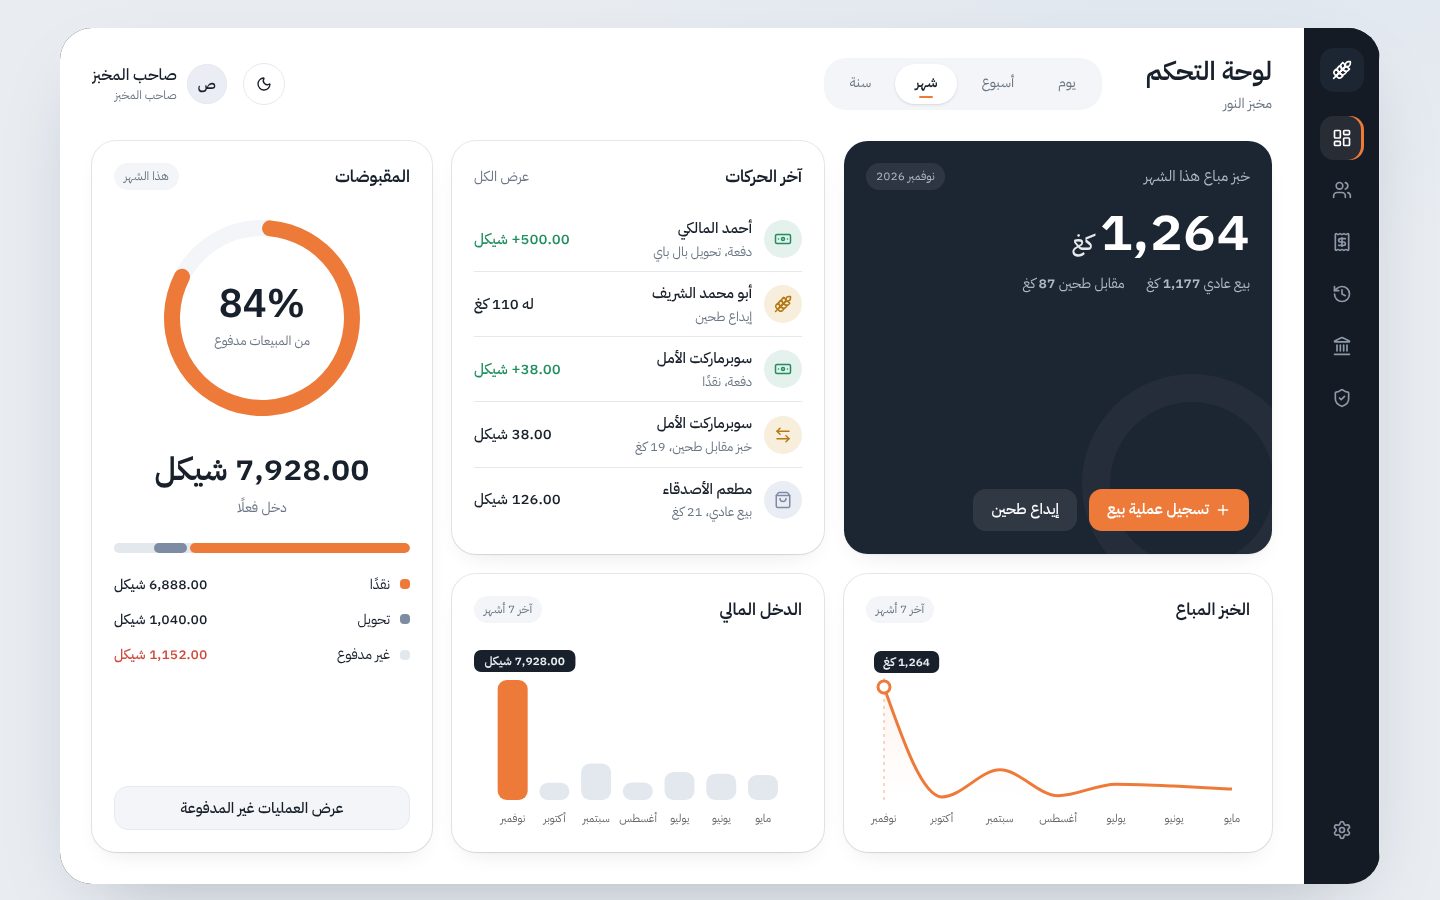 لوحة التحكم
مخبز النور
يوم
أسبوع
شهر
سنة
ص
صاحب المخبز
صاحب المخبز
خبز مباع هذا الشهر
نوفمبر 2026
1,264 كغ
بيع عادي 1,177 كغ
مقابل طحين 87 كغ
+ تسجيل عملية بيع
إيداع طحين
آخر الحركات
عرض الكل
أحمد المالكي
دفعة، تحويل بال باي
+500.00 شيكل
أبو محمد الشريف
إيداع طحين
له 110 كغ
سوبرماركت الأمل
دفعة، نقدًا
+38.00 شيكل
سوبرماركت الأمل
خبز مقابل طحين، 19 كغ
38.00 شيكل
مطعم الأصدقاء
بيع عادي، 21 كغ
126.00 شيكل
المقبوضات
هذا الشهر
84%
من المبيعات مدفوع
7,928.00 شيكل
دخل فعلًا
نقدًا
6,888.00 شيكل
تحويل
1,040.00 شيكل
غير مدفوع
1,152.00 شيكل
عرض العمليات غير المدفوعة
الخبز المباع
آخر 7 أشهر
1,264 كغ
مايو
يونيو
يوليو
أغسطس
سبتمبر
أكتوبر
نوفمبر
الدخل المالي
آخر 7 أشهر
7,928.00 شيكل
مايو
يونيو
يوليو
أغسطس
سبتمبر
أكتوبر
نوفمبر